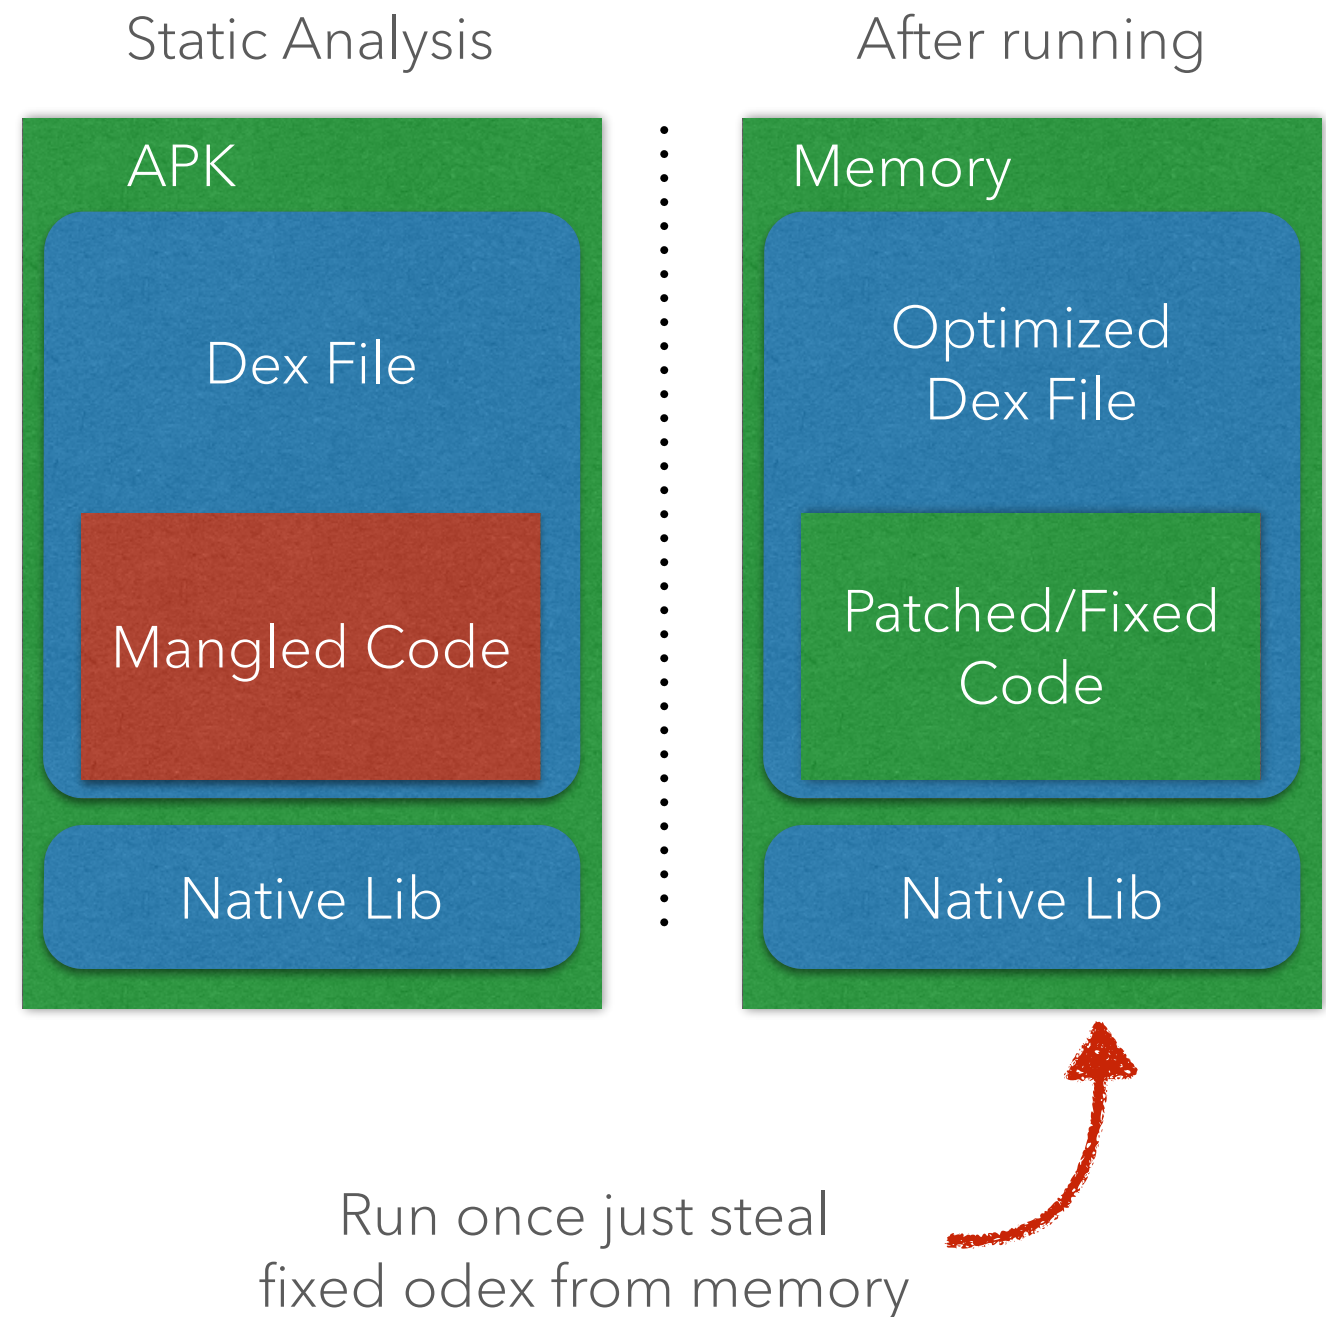 Static Analysis
After running
APK
Memory
Dex File
Optimized
Dex File
Mangled Code
Patched/Fixed
Code
Native Lib
Native Lib
Run once just steal
fixed odex from memory